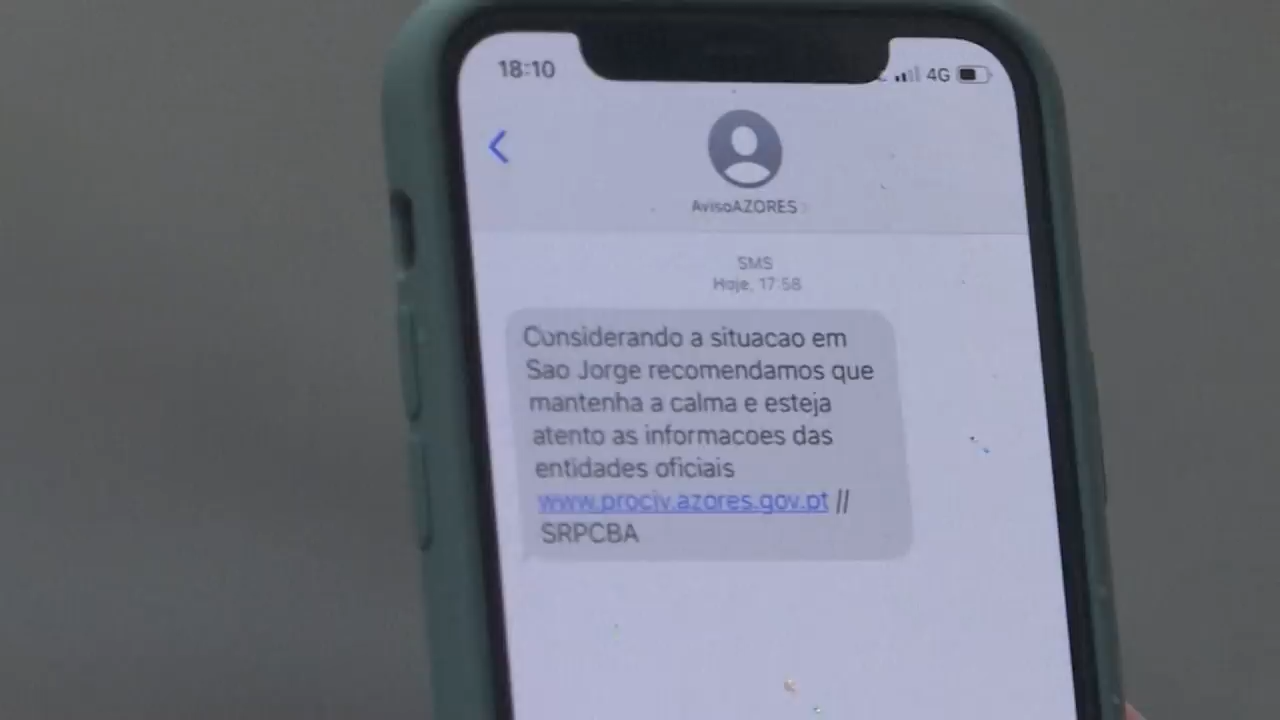 18:10
4G
AvisoAZORES
SMS
Hoje, 17:58
Considerando a situacao em
Sao Jorge recomendamos que
mantenha a calma e esteja
atento as informacoes das
entidades oficiais
www.prociv.azores.gov.pt //
SRPCBA